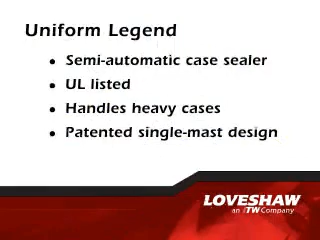 Uniform Legend
• Semi-automatic case sealer
• UL listed
• Handles heavy cases
• Patented single-mast design
LOVESHAW
an ITW Company